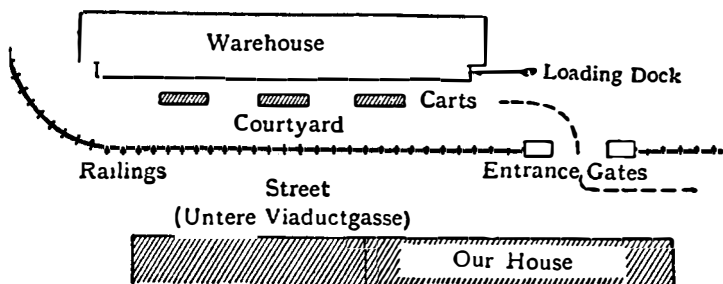 Warehouse
Loading Dock
Carts
Courtyard
Railings
Entrance Gates
Street
(Untere Viaductgasse)
Our House